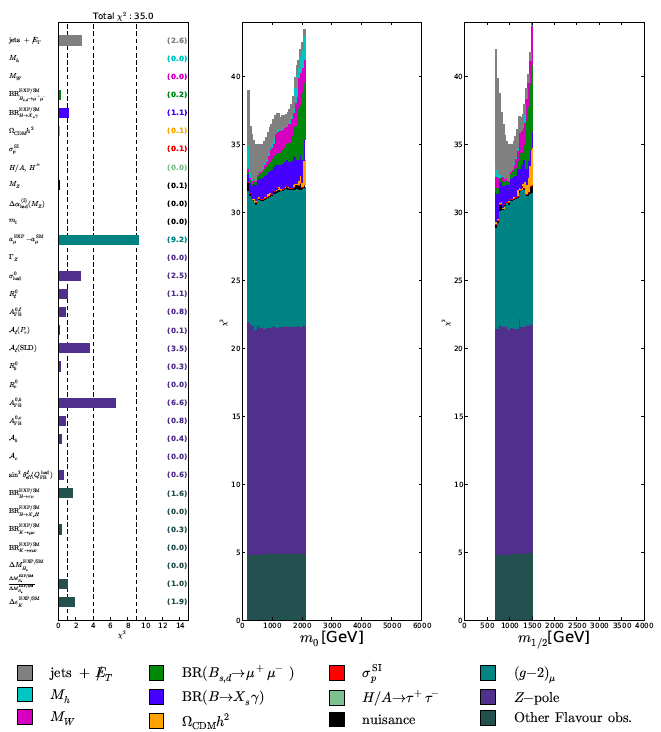 Total χ² : 35.0
jets + E̸_T (2.6)
M_h (0.0)
M_W (0.0)
BR^{EXP/SM}_{B_{s,d}→μ⁺μ⁻} (0.2)
BR^{EXP/SM}_{B→X_sγ} (1.1)
Ω_CDM h² (0.1)
σ_p^SI (0.1)
H/A, H^± (0.0)
M_Z (0.1)
Δα^{(5)}_{had}(M_Z) (0.0)
m_t (0.0)
a_μ^EXP − a_μ^SM (9.2)
Γ_Z (0.0)
σ^0_{had} (2.5)
R^0_l (1.1)
A^{0,l}_{FB} (0.8)
A_ℓ(P_τ) (0.1)
A_ℓ(SLD) (3.5)
R^0_b (0.3)
R^0_c (0.0)
A^{0,b}_{FB} (6.6)
A^{0,c}_{FB} (0.8)
A_b (0.4)
A_c (0.0)
sin² θ^ℓ_{eff}(Q^{had}_{FB}) (0.6)
BR^{EXP/SM}_{B→τν} (1.6)
BR^{EXP/SM}_{B→X_sℓℓ} (0.0)
BR^{EXP/SM}_{K→μν} (0.3)
BR^{EXP/SM}_{K→πνν} (0.0)
ΔM^{EXP/SM}_{B_s} (0.0)
ΔM^{EXP/SM}_{B_s} / ΔM^{EXP/SM}_{B_d} (1.0)
Δε^{EXP/SM}_K (1.9)
0 2 4 6 8 10 12 14
χ²
40
35
30
25
20
15
10
5
0
χ²
0 1000 2000 3000 4000 5000 6000
m_0 [GeV]
40
35
30
25
20
15
10
5
0
χ²
0 500 1000 1500 2000 2500 3000 3500 4000
m_{1/2} [GeV]
jets + E̸_T BR(B_{s,d}→μ⁺μ⁻) σ_p^SI (g−2)_μ
M_h BR(B→X_sγ) H/A→τ⁺τ⁻ Z-pole
M_W Ω_CDM h² nuisance Other Flavour obs.